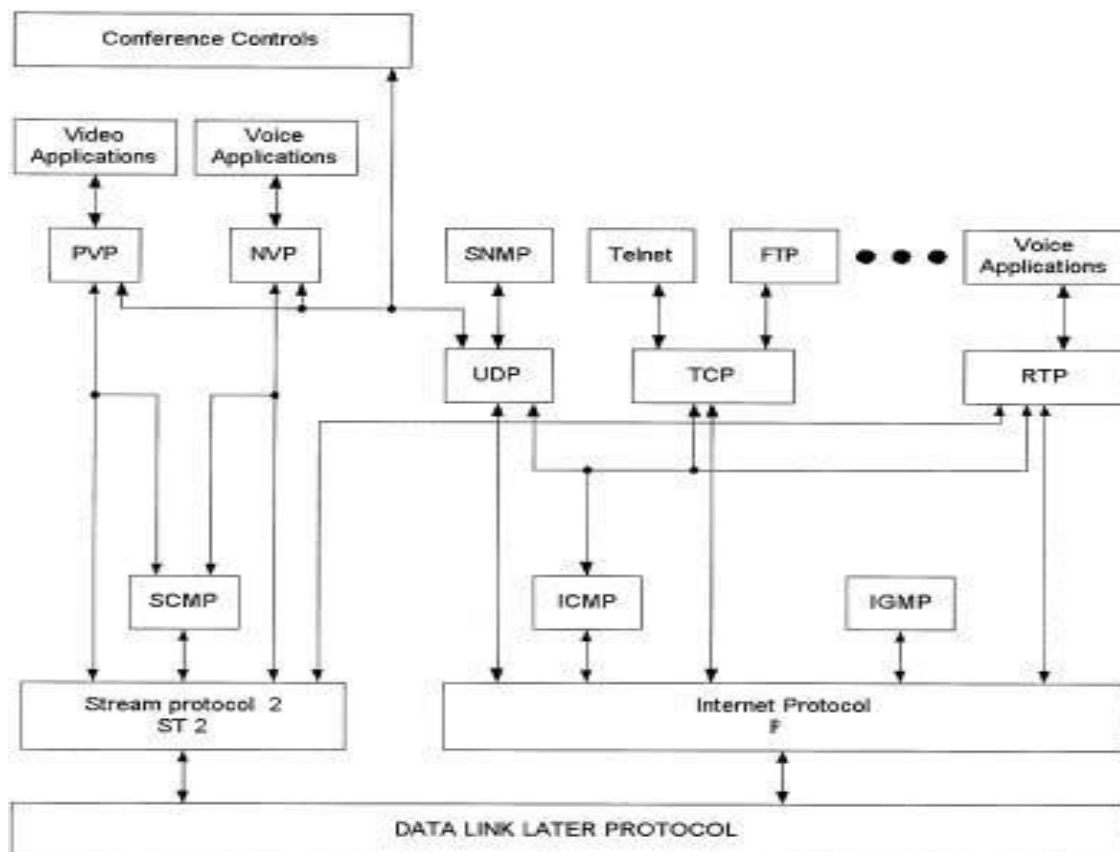 Conference Controls
Video
Applications
Voice
Applications
PVP
NVP
SNMP
Telnet
FTP
Voice
Applications
UDP
TCP
RTP
SCMP
ICMP
IGMP
Stream protocol 2
ST 2
Internet Protocol
DATA LINK LATER PROTOCOL